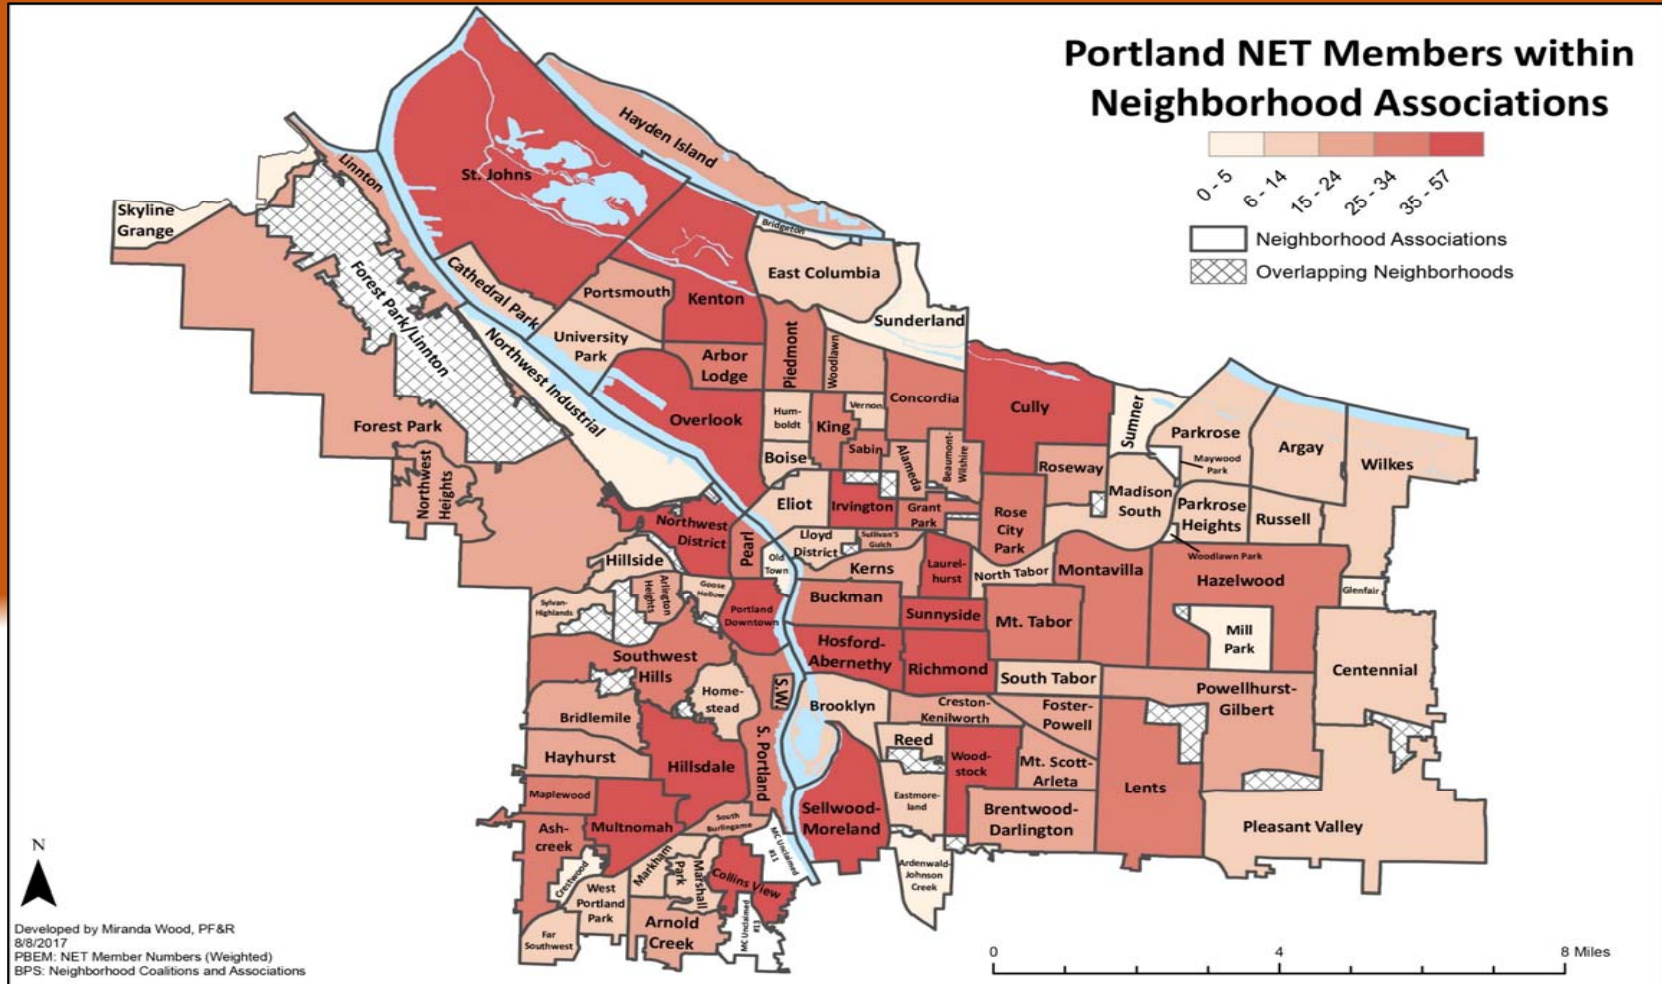 Portland NET Members within
Neighborhood Associations
0 - 5
6 - 14
15 - 24
25 - 34
35 - 57
Neighborhood Associations
Overlapping Neighborhoods
Hayden Island
Linnton
St. Johns
Skyline
Grange
Bridgeton
East Columbia
Cathedral Park
Portsmouth
Kenton
Forest Park/Linnton
Sunderland
University
Park
Northwest Industrial
Arbor
Lodge
Piedmont
Woodlawn
Concordia
Cully
Sumner
Overlook
Hum-
boldt
Vernon
King
Forest Park
Parkrose
Argay
Wilkes
Boise
Sabin
Alameda
Beaumont-
Wilshire
Roseway
Maywood
Park
Northwest
Heights
Madison
South
Eliot
Irvington
Grant
Park
Rose
City
Park
Parkrose
Heights
Russell
Northwest
District
Pearl
Lloyd
District
Sullivan'S
Gulch
Woodlawn Park
Hillside
Old
Town
Kerns
Laurel-
hurst
North Tabor
Montavilla
Hazelwood
Glenfair
Arlington
Heights
Goose
Hollow
Sylvan-
Highlands
Portland
Downtown
Buckman
Sunnyside
Mt. Tabor
Mill
Park
Hosford-
Abernethy
Richmond
Southwest
Hills
South Tabor
Centennial
Home-
stead
S.W.
Brooklyn
Creston-
Kenilworth
Foster-
Powell
Powellhurst-
Gilbert
Bridlemile
S. Portland
Reed
Hayhurst
Hillsdale
Wood-
stock
Mt. Scott-
Arleta
Lents
Maplewood
Eastmore-
land
Sellwood-
Moreland
Brentwood-
Darlington
Pleasant Valley
Ash-
creek
Multnomah
South
Burlingame
MC Unclaimed
#11
Crestwood
Markham
Park
Marshall
Park
Collins View
Ardenwald-
Johnson
Creek
West
Portland
Park
Arnold
Creek
MC Unclaimed
#13
Far
Southwest
N
Developed by Miranda Wood, PF&R
8/8/2017
PBEM: NET Member Numbers (Weighted)
BPS: Neighborhood Coalitions and Associations
0
4
8 Miles